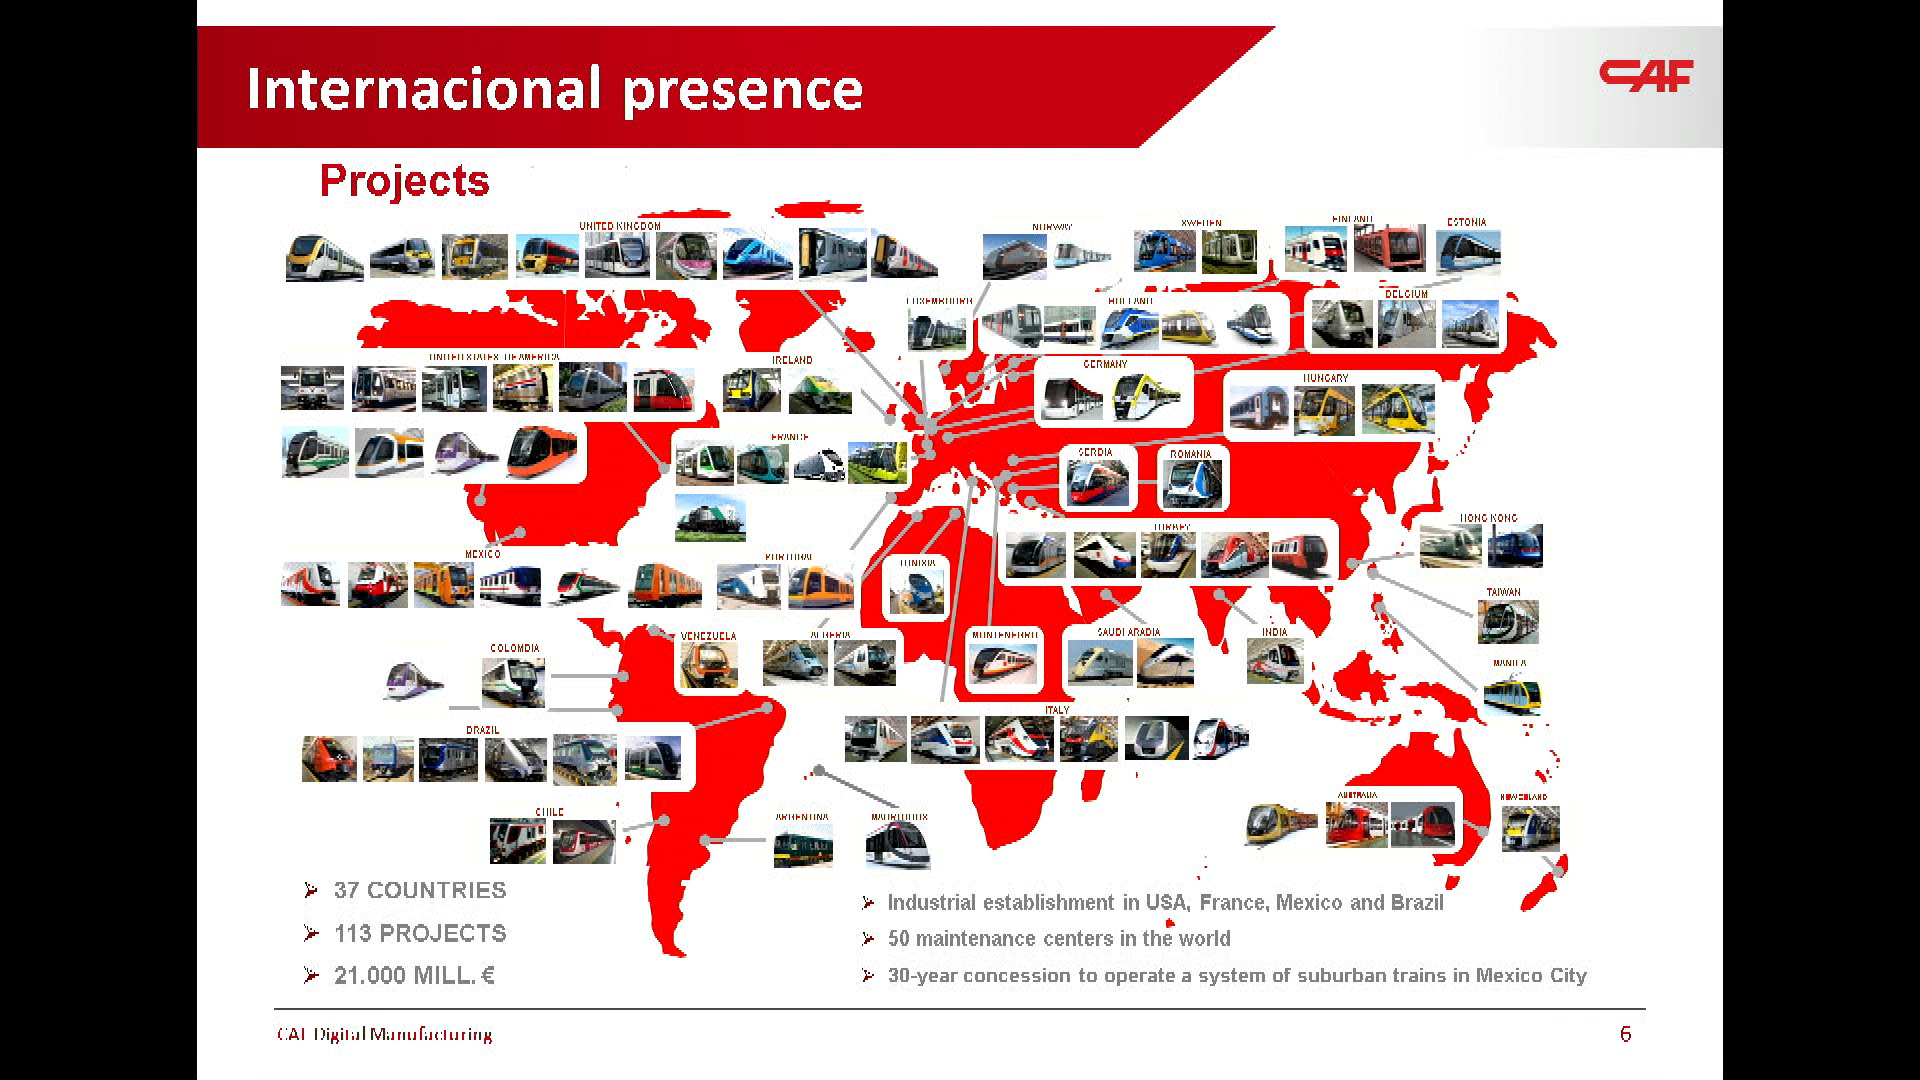 Internacional presence
CAF
Projects
UNITED KINGDOM
NORWAY
SWEDEN
FINLAND
ESTONIA
LUXEMBOURG
HOLLAND
BELGIUM
UNITED STATES OF AMERICA
IRELAND
GERMANY
HUNGARY
FRANCE
SERBIA
ROMANIA
TURKEY
HONG KONG
MEXICO
PORTUGAL
TUNISIA
TAIWAN
COLOMBIA
VENEZUELA
ALGERIA
MONTENEGRO
SAUDI ARABIA
INDIA
MANILA
BRAZIL
ITALY
CHILE
ARGENTINA
MAURITIUS
AUSTRALIA
NEW ZEALAND
37 COUNTRIES
113 PROJECTS
21.000 MILL. €
Industrial establishment in USA, France, Mexico and Brazil
50 maintenance centers in the world
30-year concession to operate a system of suburban trains in Mexico City
CAF Digital Manufacturing
6